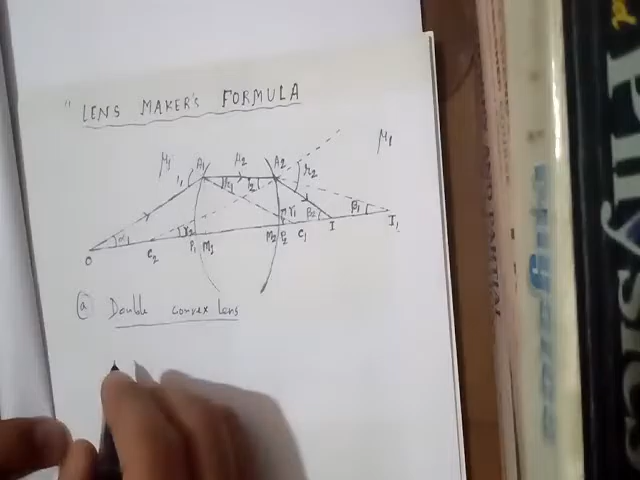 " LENS MAKER'S FORMULA
μ1
μ2
μ1
A1
A2
i1
r1
i2
r2
α1
γ2
γ1
β2
β1
O
C2
P1
M1
M2
P2
C1
I
I1
(a) Double convex lens
Physics